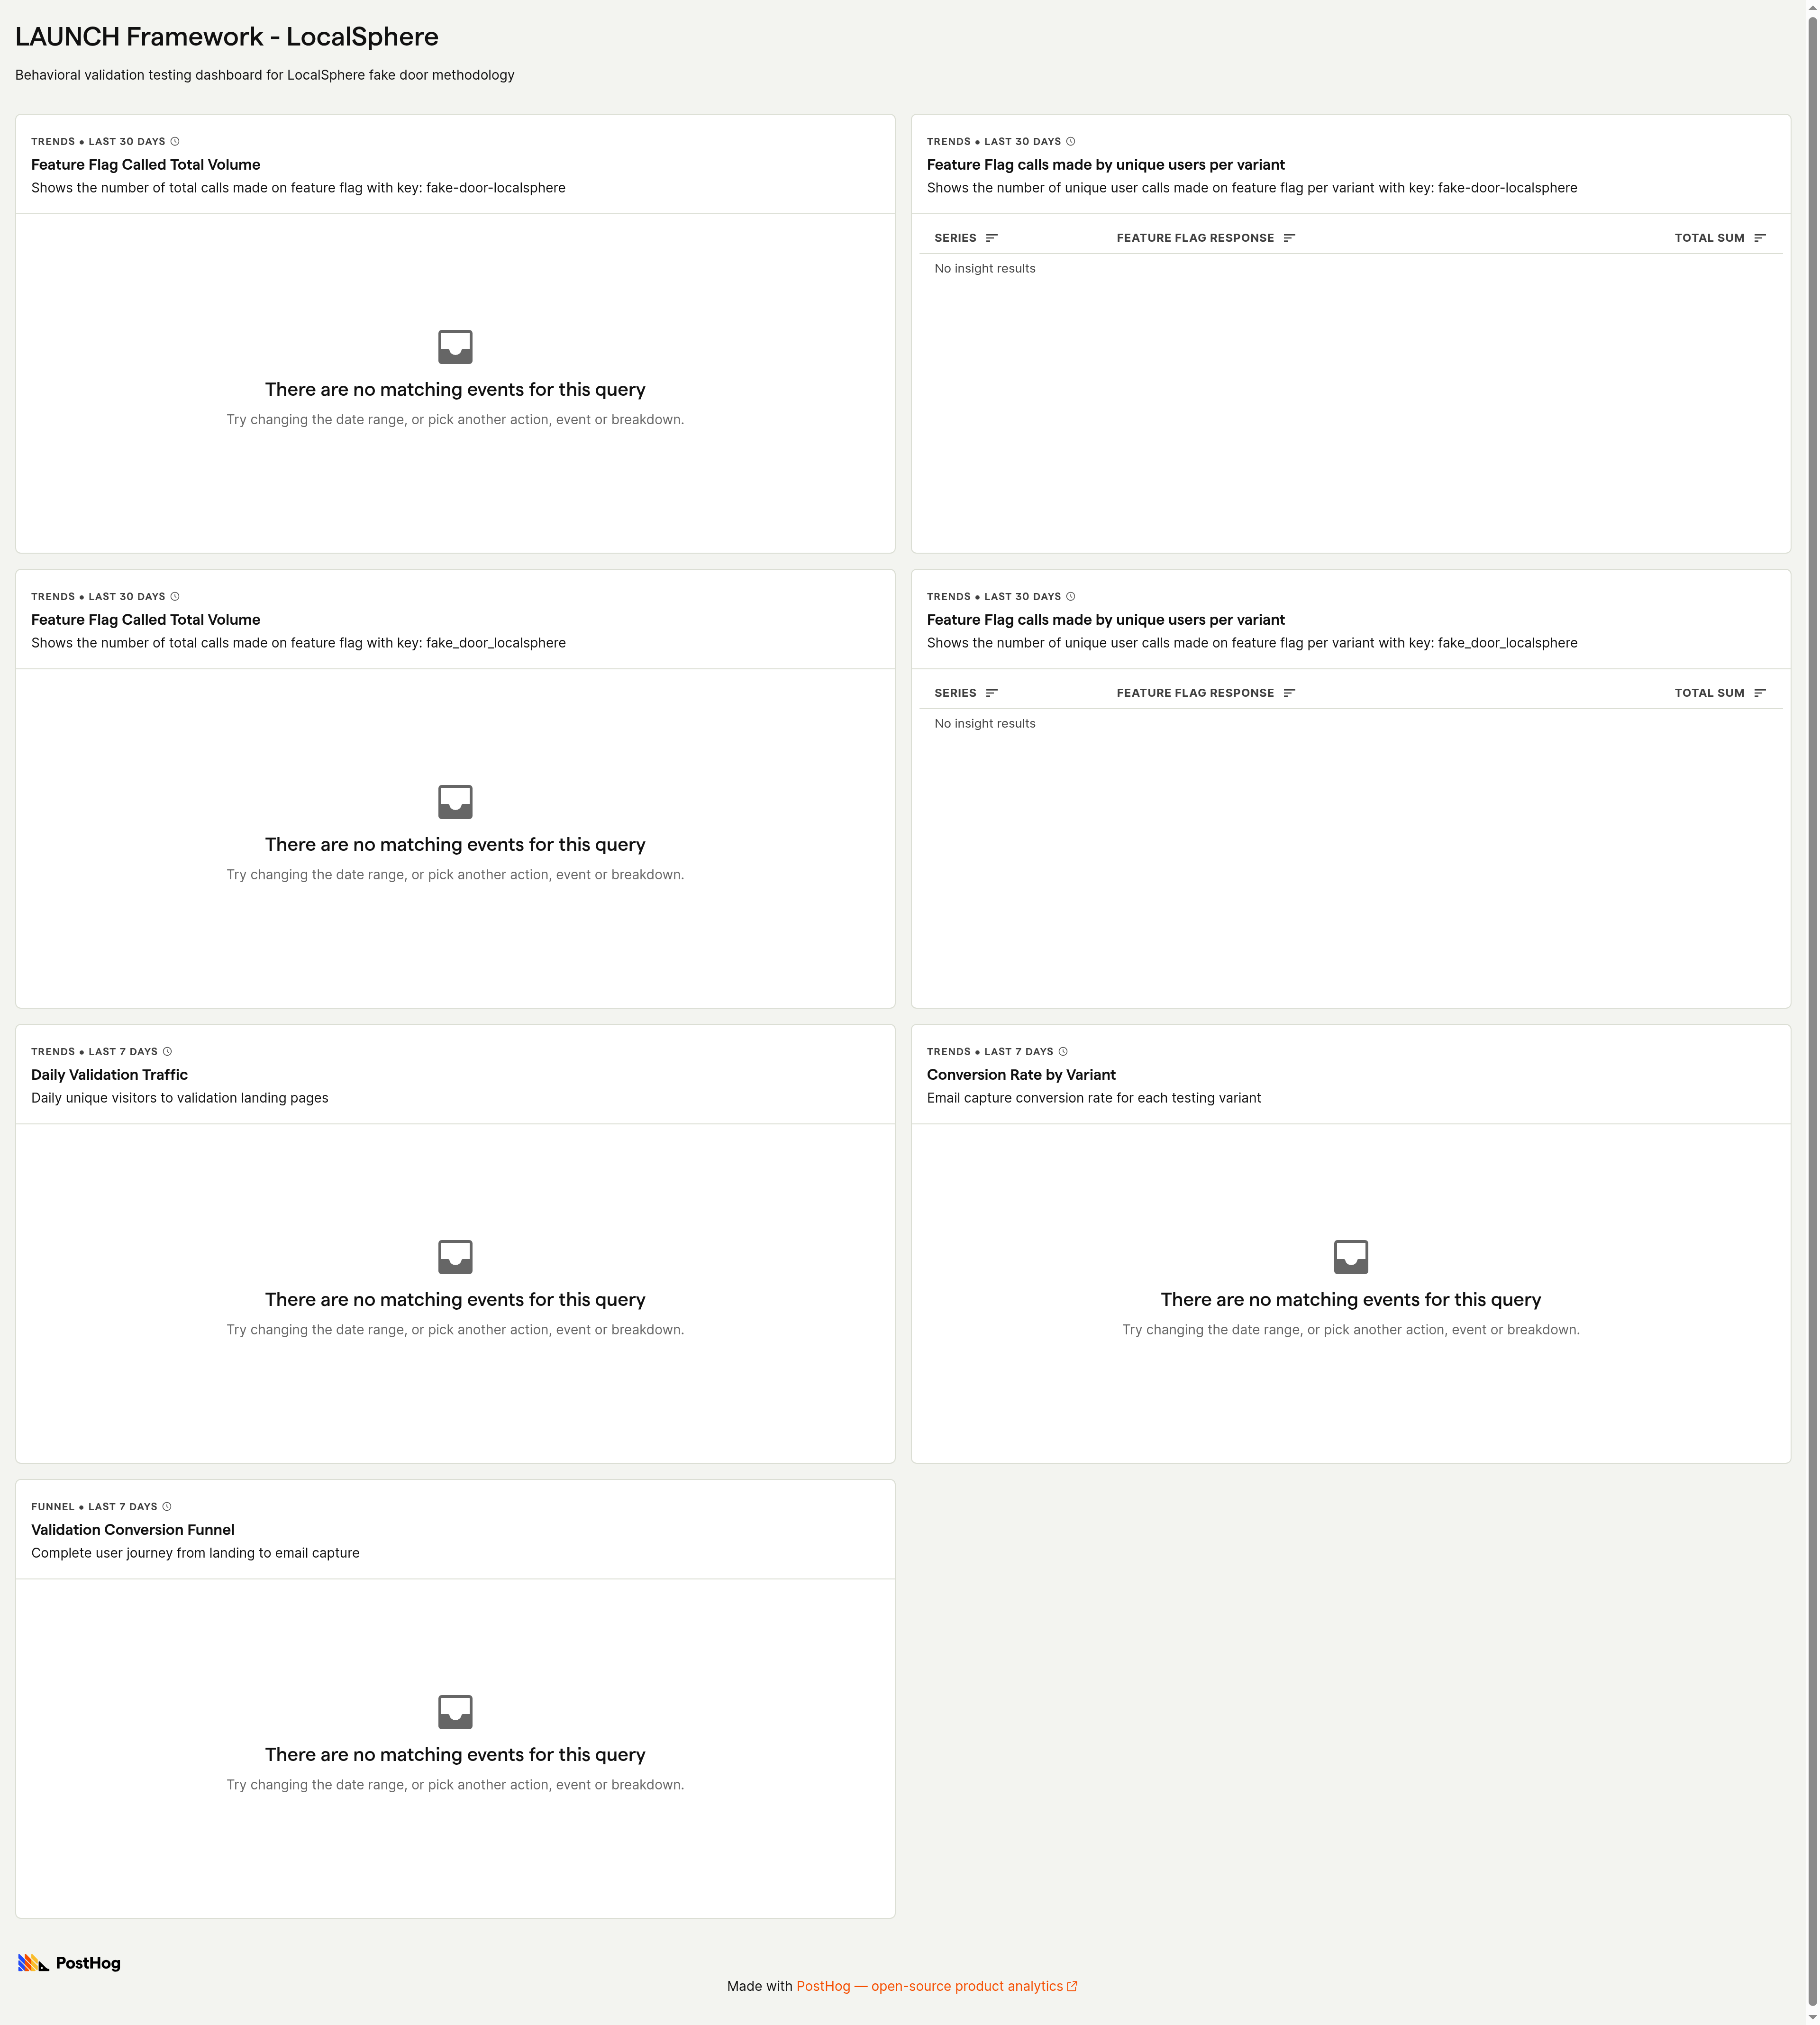 LAUNCH Framework - LocalSphere
Behavioral validation testing dashboard for LocalSphere fake door methodology
TRENDS • LAST 30 DAYS
Feature Flag Called Total Volume
Shows the number of total calls made on feature flag with key: fake-door-localsphere
There are no matching events for this query
Try changing the date range, or pick another action, event or breakdown.
TRENDS • LAST 30 DAYS
Feature Flag calls made by unique users per variant
Shows the number of unique user calls made on feature flag per variant with key: fake-door-localsphere
SERIES FEATURE FLAG RESPONSE TOTAL SUM
No insight results
TRENDS • LAST 30 DAYS
Feature Flag Called Total Volume
Shows the number of total calls made on feature flag with key: fake_door_localsphere
There are no matching events for this query
Try changing the date range, or pick another action, event or breakdown.
TRENDS • LAST 30 DAYS
Feature Flag calls made by unique users per variant
Shows the number of unique user calls made on feature flag per variant with key: fake_door_localsphere
SERIES FEATURE FLAG RESPONSE TOTAL SUM
No insight results
TRENDS • LAST 7 DAYS
Daily Validation Traffic
Daily unique visitors to validation landing pages
There are no matching events for this query
Try changing the date range, or pick another action, event or breakdown.
TRENDS • LAST 7 DAYS
Conversion Rate by Variant
Email capture conversion rate for each testing variant
There are no matching events for this query
Try changing the date range, or pick another action, event or breakdown.
FUNNEL • LAST 7 DAYS
Validation Conversion Funnel
Complete user journey from landing to email capture
There are no matching events for this query
Try changing the date range, or pick another action, event or breakdown.
PostHog
Made with PostHog — open-source product analytics